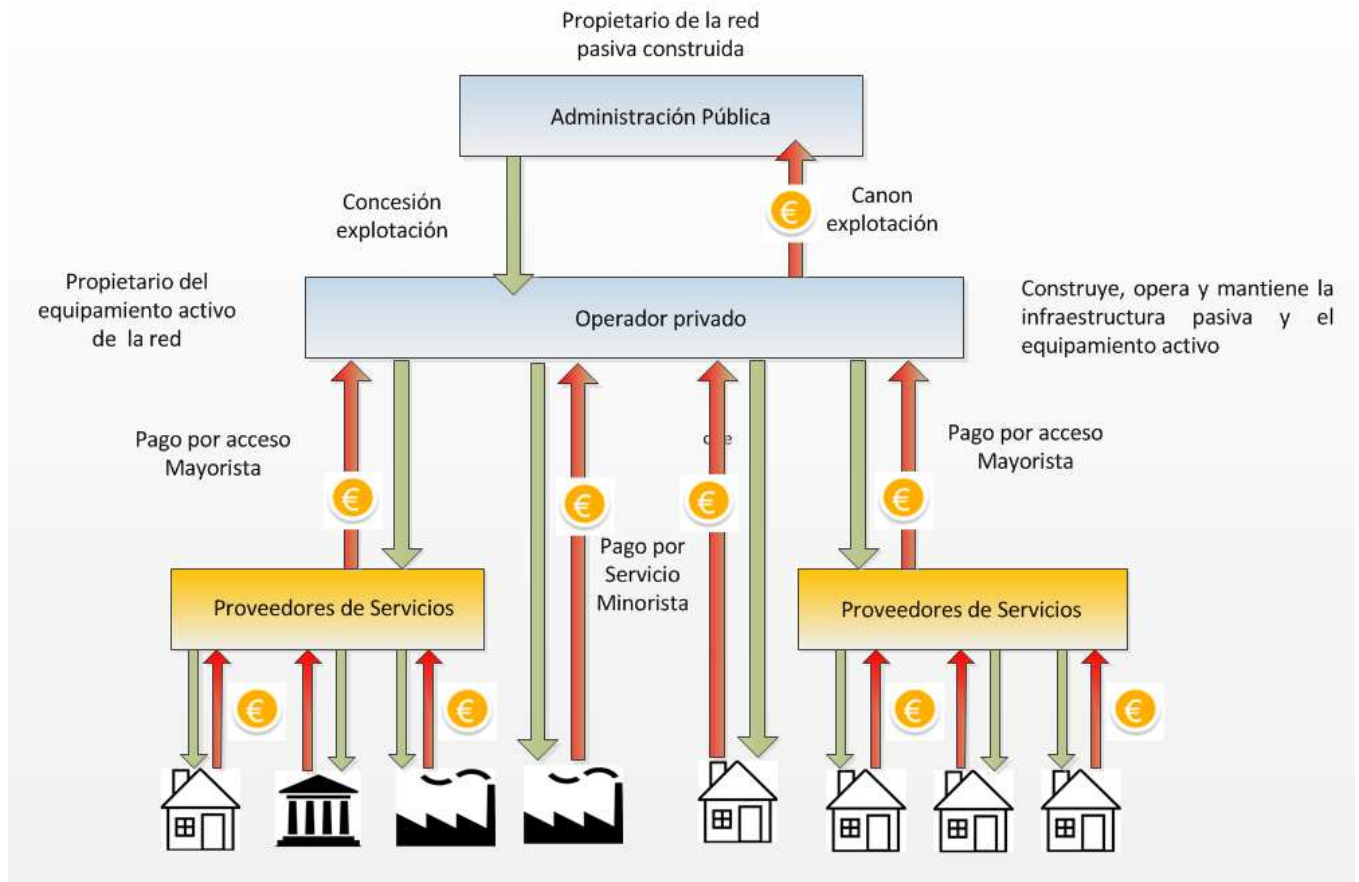 Propietario de la red
pasiva construida
Administración Pública
Concesión
explotación
€
Canon
explotación
Propietario del
equipamiento activo
de la red
Operador privado
Construye, opera y mantiene la
infraestructura pasiva y el
equipamiento activo
Pago por acceso
Mayorista
Pago por acceso
Mayorista
€
€
€
€
Pago por
Servicio
Minorista
Proveedores de Servicios
Proveedores de Servicios
€
€
€
€